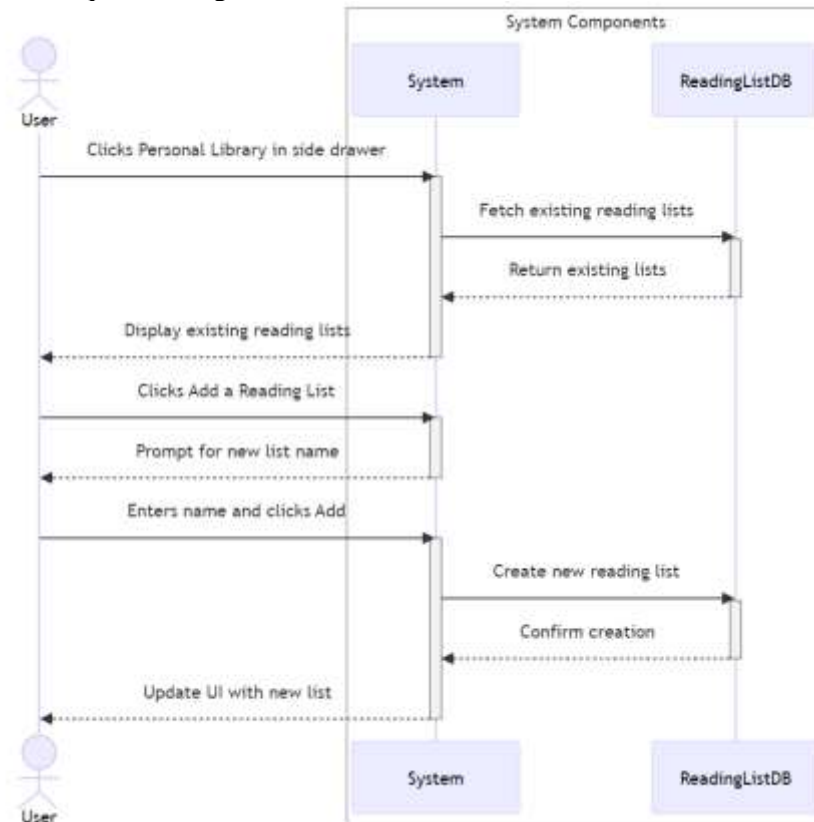 System Components
System
ReadingListDB
User
Clicks Personal Library in side drawer
Fetch existing reading lists
Return existing lists
Display existing reading lists
Clicks Add a Reading List
Prompt for new list name
Enters name and clicks Add
Create new reading list
Confirm creation
Update UI with new list
System
ReadingListDB
User